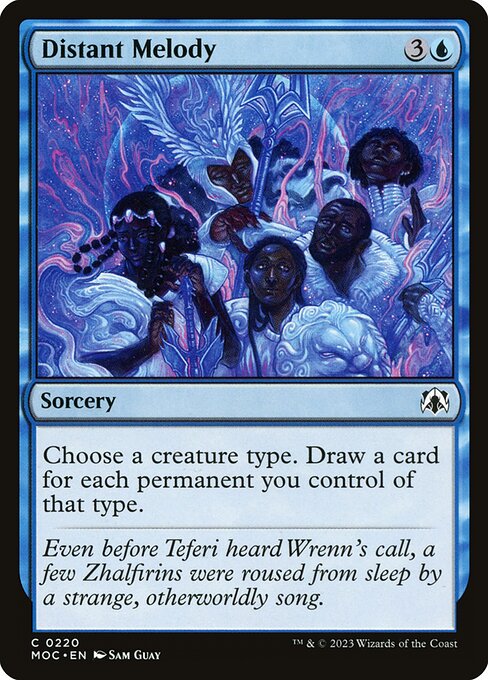 Distant Melody 3
Sorcery
Choose a creature type. Draw a card
for each permanent you control of
that type.
Even before Teferi heard Wrenn's call, a
few Zhalfirins were roused from sleep by
a strange, otherworldly song.
C 0220 ™ & © 2023 Wizards of the Coast
MOC • EN Sam Guay